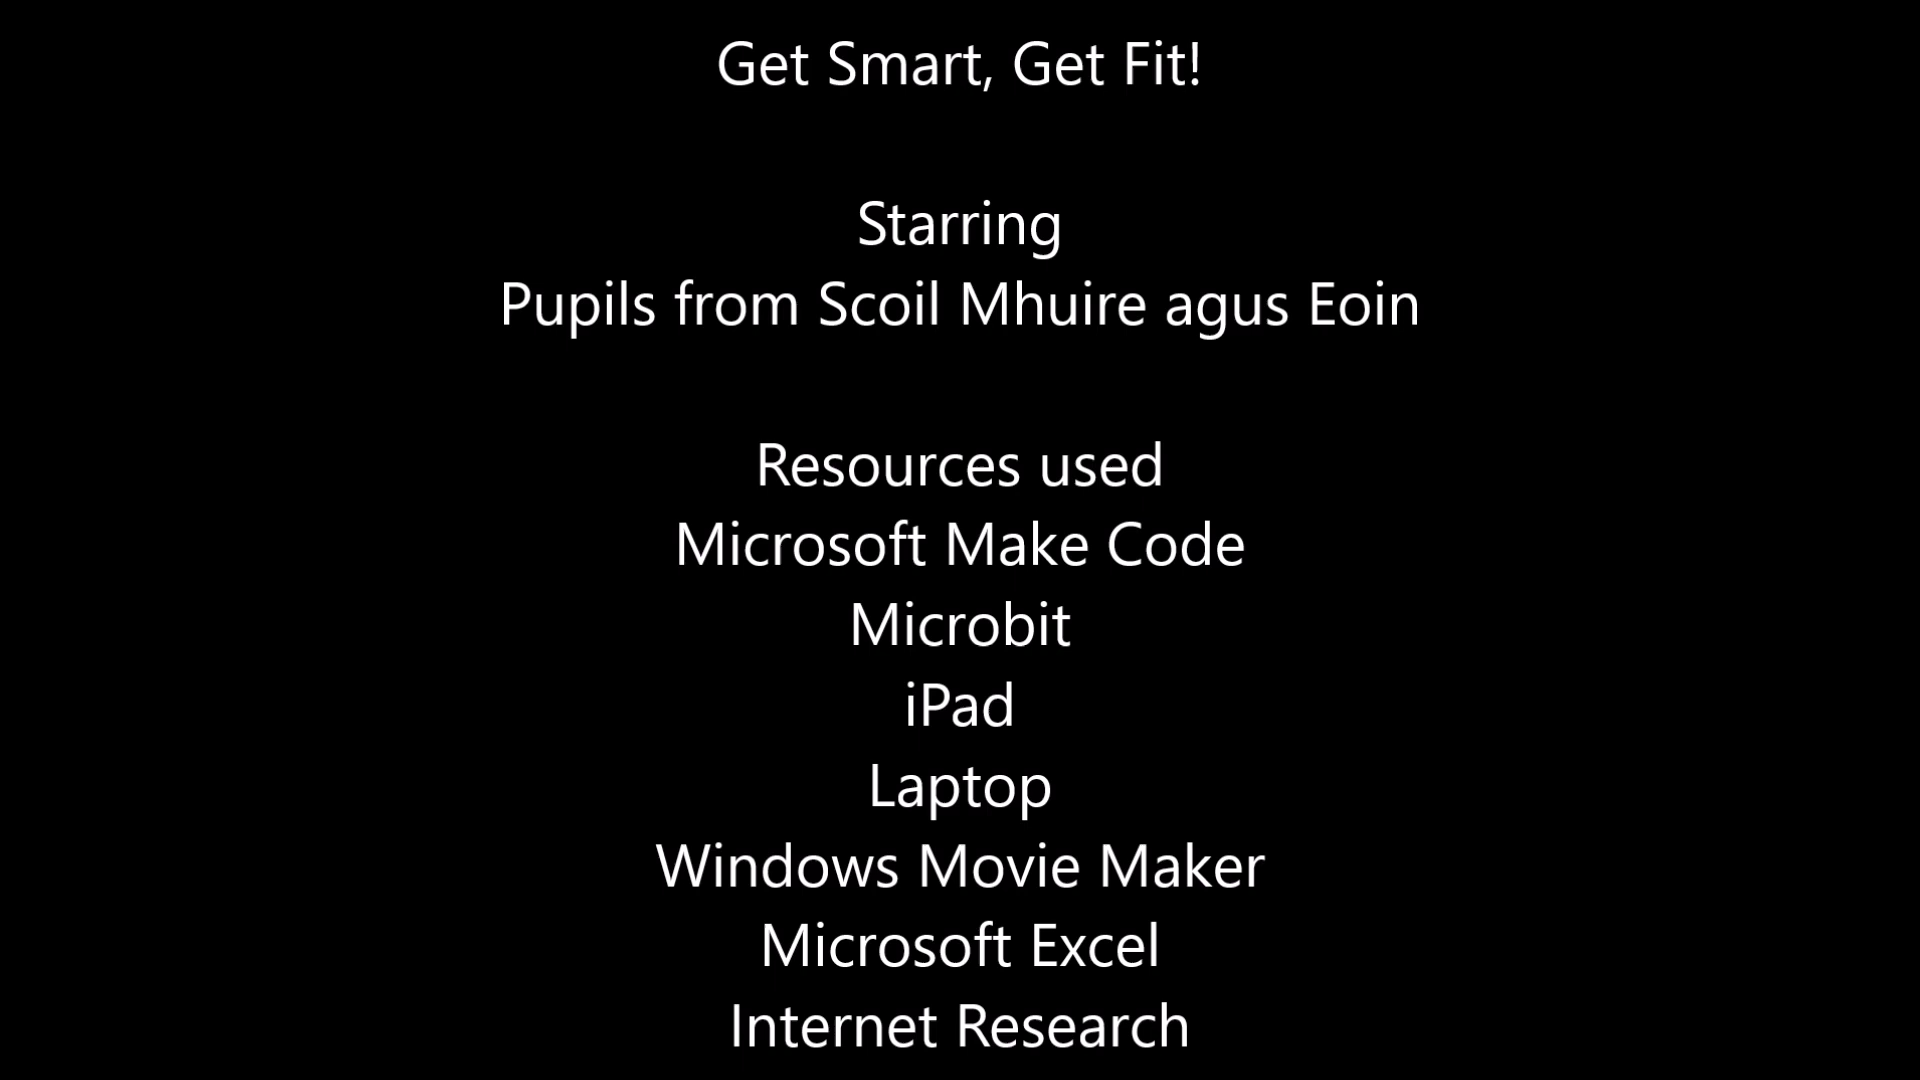 Get Smart, Get Fit!
Starring
Pupils from Scoil Mhuire agus Eoin
Resources used
Microsoft Make Code
Microbit
iPad
Laptop
Windows Movie Maker
Microsoft Excel
Internet Research